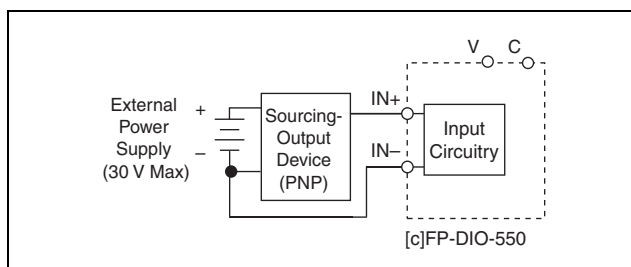 V C
External
Power
Supply
(30 V Max)
+
–
Sourcing-
Output
Device
(PNP)
IN+
IN–
Input
Circuitry
[c]FP-DIO-550